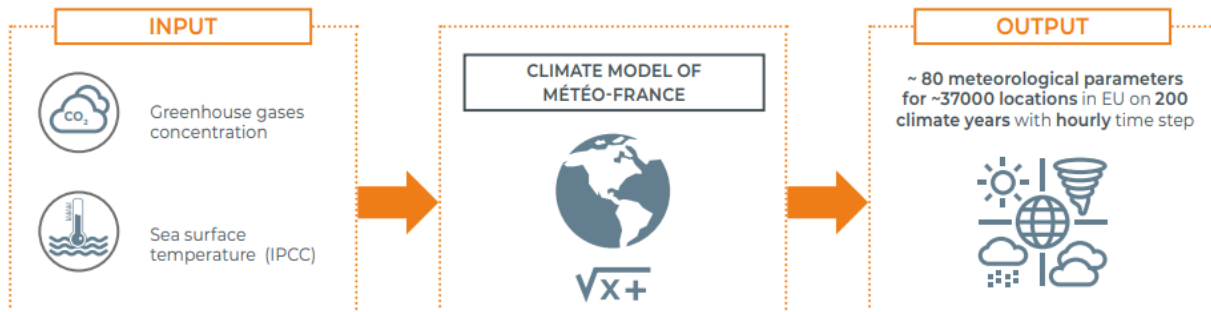 INPUT
CO2
Greenhouse gases
concentration
Sea surface
temperature (IPCC)
CLIMATE MODEL OF
MÉTÉO-FRANCE
√x+
OUTPUT
~ 80 meteorological parameters
for ~37000 locations in EU on 200
climate years with hourly time step